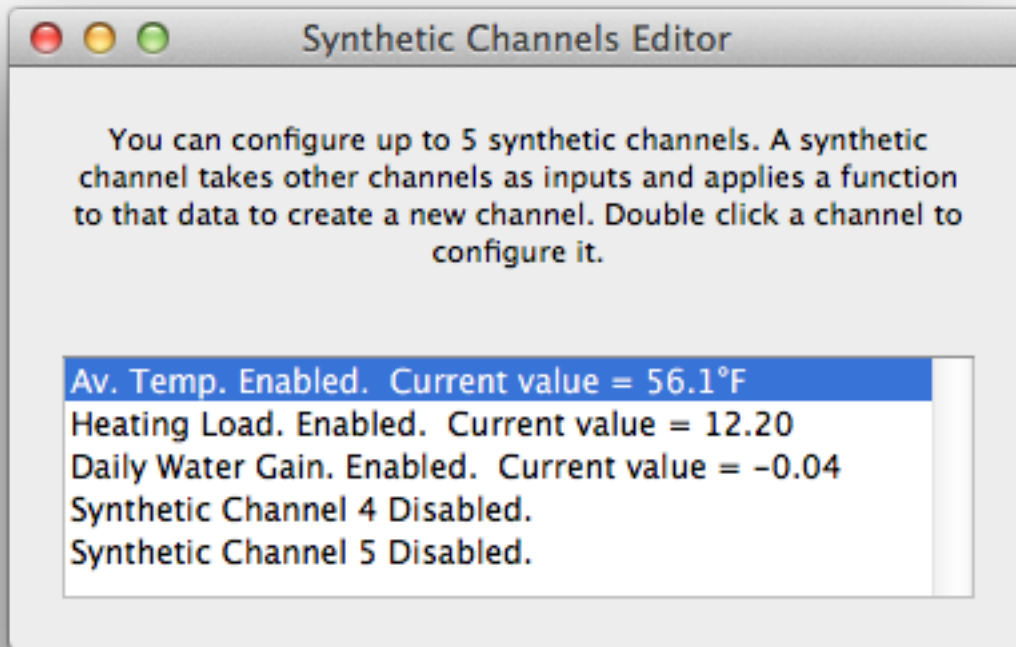 Synthetic Channels Editor
You can configure up to 5 synthetic channels. A synthetic
channel takes other channels as inputs and applies a function
to that data to create a new channel. Double click a channel to
configure it.
Av. Temp. Enabled.  Current value = 56.1°F
Heating Load. Enabled.  Current value = 12.20
Daily Water Gain. Enabled.  Current value = -0.04
Synthetic Channel 4 Disabled.
Synthetic Channel 5 Disabled.